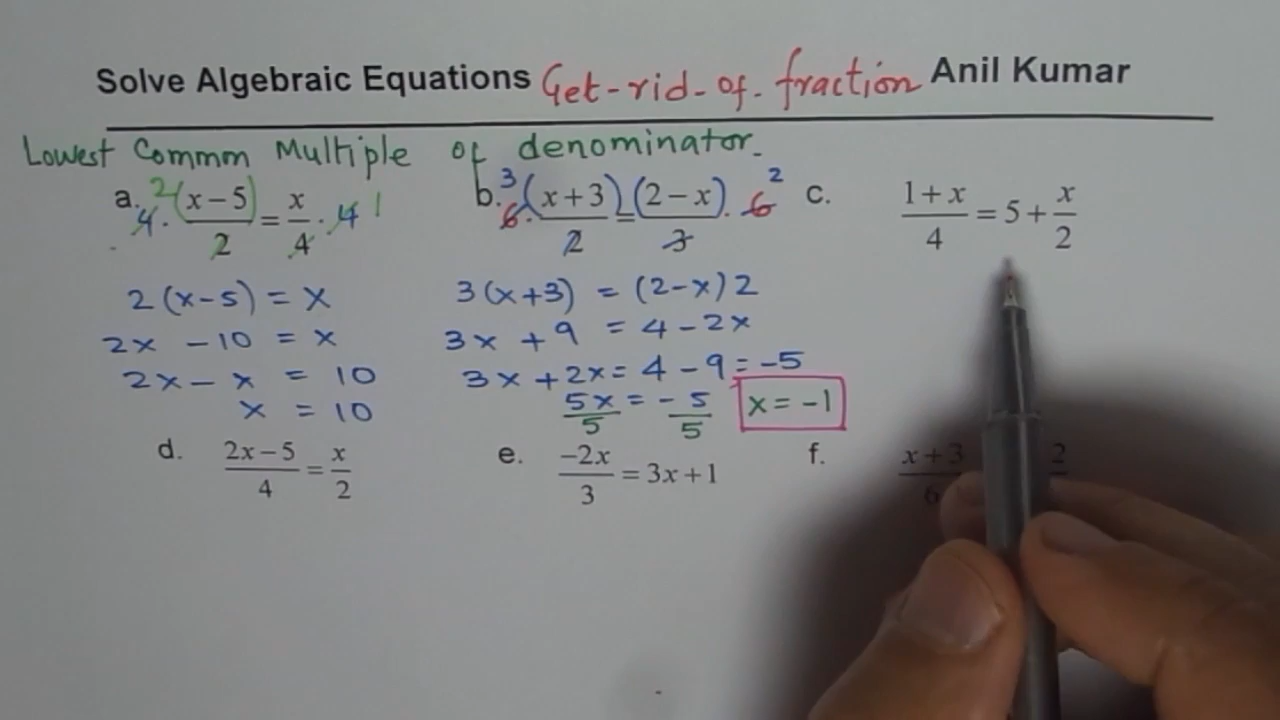 Solve Algebraic Equations Get-rid-of-fraction Anil Kumar
Lowest Common Multiple of denominator.
a. 4 · 2 (x − 5)/2 = x/4 · 4 1
2(x-5) = x
2x - 10 = x
2x - x = 10
x = 10
b. 3 6 · (x + 3)/2 = (2 − x)/3 · 6 2
3(x+3) = (2-x)2
3x + 9 = 4 - 2x
3x + 2x = 4 - 9 = -5
5x/5 = -5/5 x = -1
c. (1 + x)/4 = 5 + x/2
d. (2x − 5)/4 = x/2
e. −2x/3 = 3x + 1
f. x + 3 2